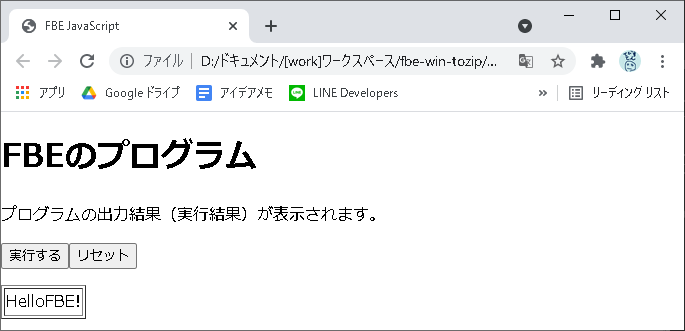 FBE JavaScript
ファイル | D:/ドキュメント/[work]ワークスペース/fbe-win-tozip/...
アプリ Google ドライブ アイデアメモ LINE Developers » リーディング リスト
FBEのプログラム
プログラムの出力結果（実行結果）が表示されます。
実行する リセット
HelloFBE!